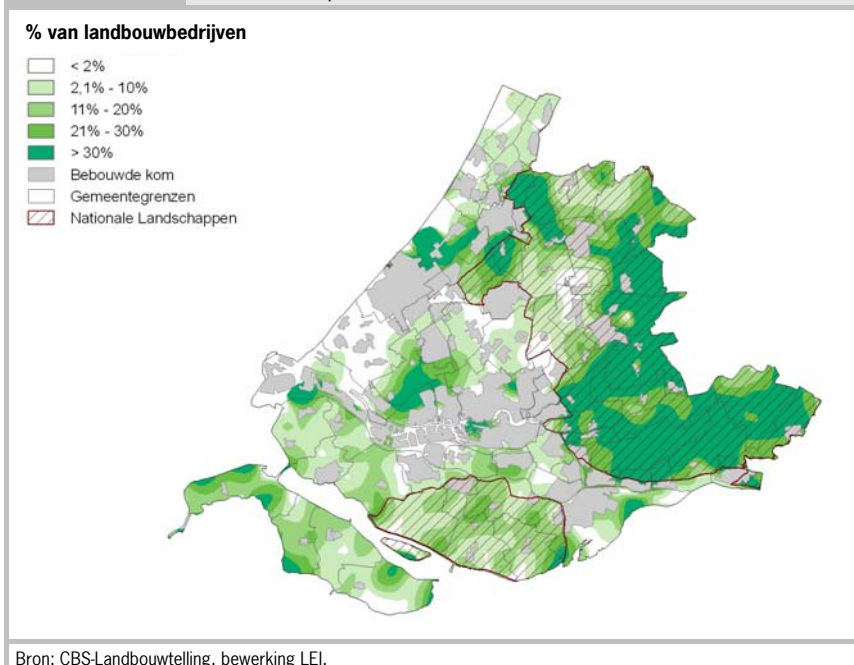 % van landbouwbedrijven
< 2%
2,1% - 10%
11% - 20%
21% - 30%
> 30%
Bebouwde kom
Gemeentegrenzen
Nationale Landschappen
Bron: CBS-Landbouwtelling, bewerking LEI.